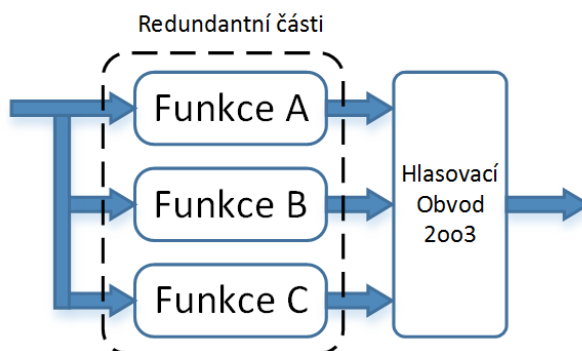 Redundantní části
Funkce A
Funkce B
Funkce C
Hlasovací
Obvod
2oo3